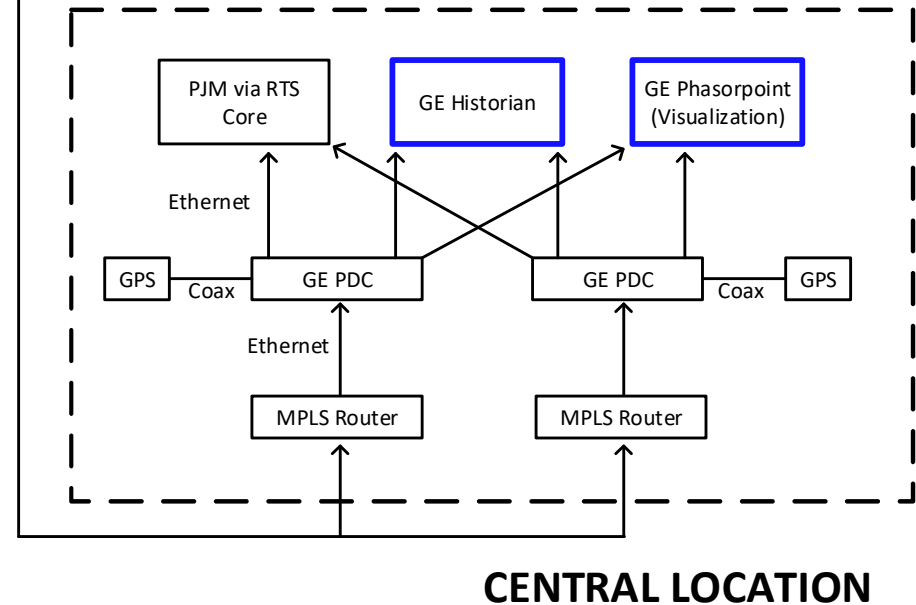 PJM via RTS
Core
GE Historian
GE Phasorpoint
(Visualization)
Ethernet
GPS
Coax
GE PDC
GE PDC
Coax
GPS
Ethernet
MPLS Router
MPLS Router
CENTRAL LOCATION